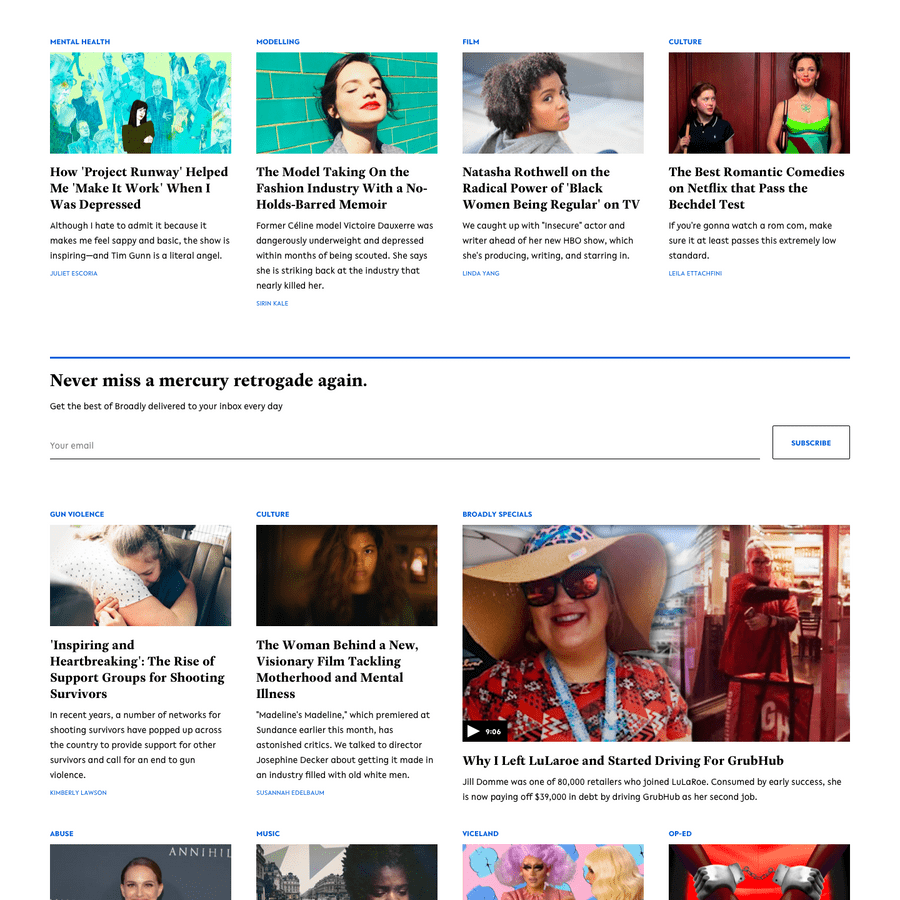 MENTAL HEALTH
How 'Project Runway' Helped
Me 'Make It Work' When I
Was Depressed
Although I hate to admit it because it
makes me feel sappy and basic, the show is
inspiring—and Tim Gunn is a literal angel.
JULIET ESCORIA
MODELLING
The Model Taking On the
Fashion Industry With a No-
Holds-Barred Memoir
Former Céline model Victoire Dauxerre was
dangerously underweight and depressed
within months of being scouted. She says
she is striking back at the industry that
nearly killed her.
SIRIN KALE
FILM
Natasha Rothwell on the
Radical Power of 'Black
Women Being Regular' on TV
We caught up with "Insecure" actor and
writer ahead of her new HBO show, which
she's producing, writing, and starring in.
LINDA YANG
CULTURE
The Best Romantic Comedies
on Netflix that Pass the
Bechdel Test
If you're gonna watch a rom com, make
sure it at least passes this extremely low
standard.
LEILA ETTACHFINI
Never miss a mercury retrogade again.
Get the best of Broadly delivered to your inbox every day
Your email
SUBSCRIBE
GUN VIOLENCE
'Inspiring and
Heartbreaking': The Rise of
Support Groups for Shooting
Survivors
In recent years, a number of networks for
shooting survivors have popped up across
the country to provide support for other
survivors and call for an end to gun
violence.
KIMBERLY LAWSON
CULTURE
The Woman Behind a New,
Visionary Film Tackling
Motherhood and Mental
Illness
"Madeline's Madeline," which premiered at
Sundance earlier this month, has
astonished critics. We talked to director
Josephine Decker about getting it made in
an industry filled with old white men.
SUSANNAH EDELBAUM
BROADLY SPECIALS
9:06
Why I Left LuLaroe and Started Driving For GrubHub
Jill Domme was one of 80,000 retailers who joined LuLaRoe. Consumed by early success, she
is now paying off $39,000 in debt by driving GrubHub as her second job.
ABUSE
ANNIHIL
MUSIC
VICELAND
OP-ED